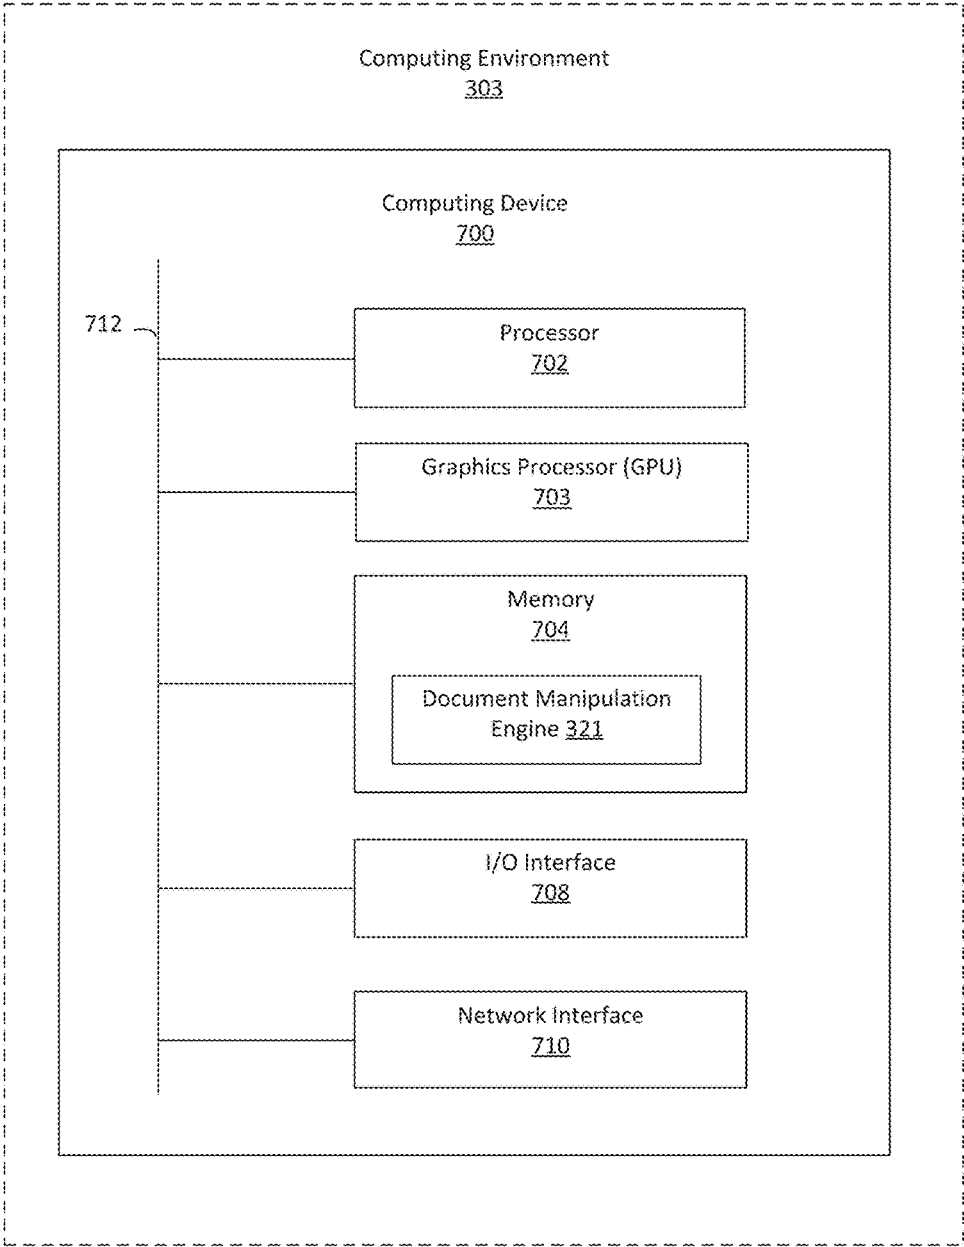 Computing Environment
303
Computing Device
700
712
Processor
702
Graphics Processor (GPU)
703
Memory
704
Document Manipulation
Engine 321
I/O Interface
708
Network Interface
710